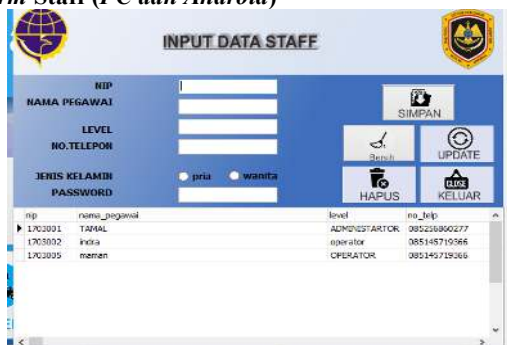 rm Staff (PC dan Android)
INPUT DATA STAFF
NIP
NAMA PEGAWAI
LEVEL
NO.TELEPON
JENIS KELAMIN
pria wanita
PASSWORD
SIMPAN
Bersih
UPDATE
HAPUS
CLOSE
KELUAR
nip nama_pegawai level no_telp
1703001 TAMAL ADMINISTARTOR 085256860277
1703002 indra operator 085145719366
1703005 maman OPERATOR 085145719366